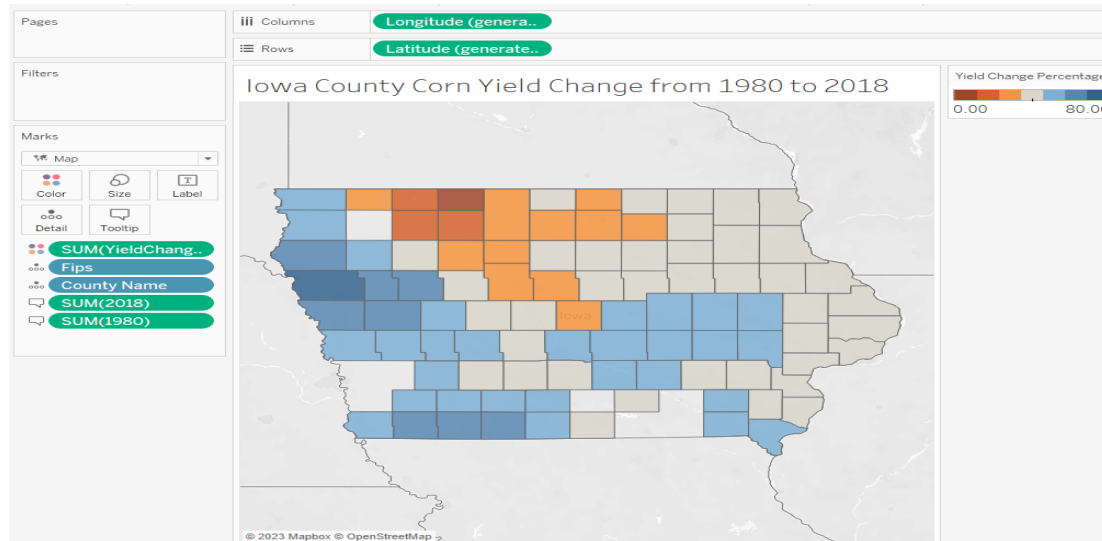 Pages
Filters
Marks
Map
Color
Size
T
Label
Detail
Tooltip
SUM(YieldChang..
Fips
County Name
SUM(2018)
SUM(1980)
Columns
Longitude (genera..
Rows
Latitude (generate..
Iowa County Corn Yield Change from 1980 to 2018
Iowa
© 2023 Mapbox © OpenStreetMap
Yield Change Percentage
0.00 80.00